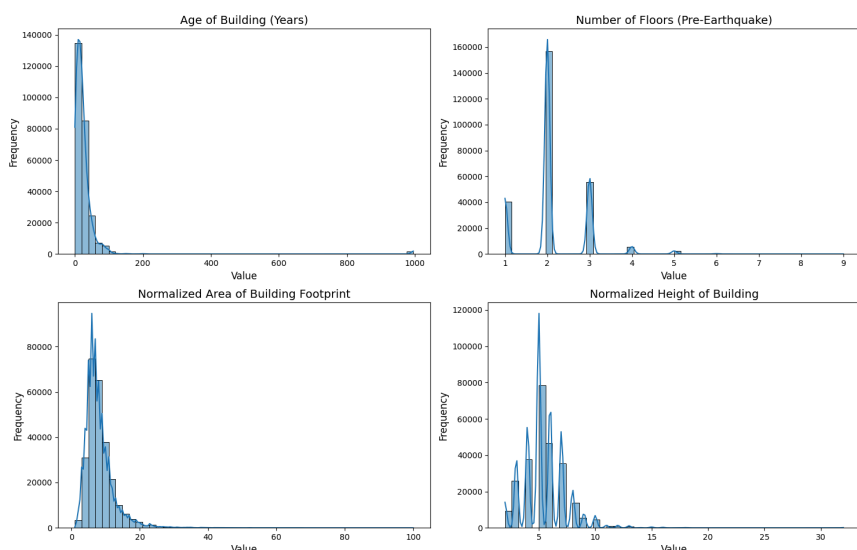 Age of Building (Years)
Frequency
140000
120000
100000
80000
60000
40000
20000
0
0 200 400 600 800 1000
Value
Number of Floors (Pre-Earthquake)
Frequency
160000
140000
120000
100000
80000
60000
40000
20000
0
1 2 3 4 5 6 7 8 9
Value
Normalized Area of Building Footprint
Frequency
80000
60000
40000
20000
0
0 20 40 60 80 100
Value
Normalized Height of Building
Frequency
120000
100000
80000
60000
40000
20000
0
5 10 15 20 25 30
Value